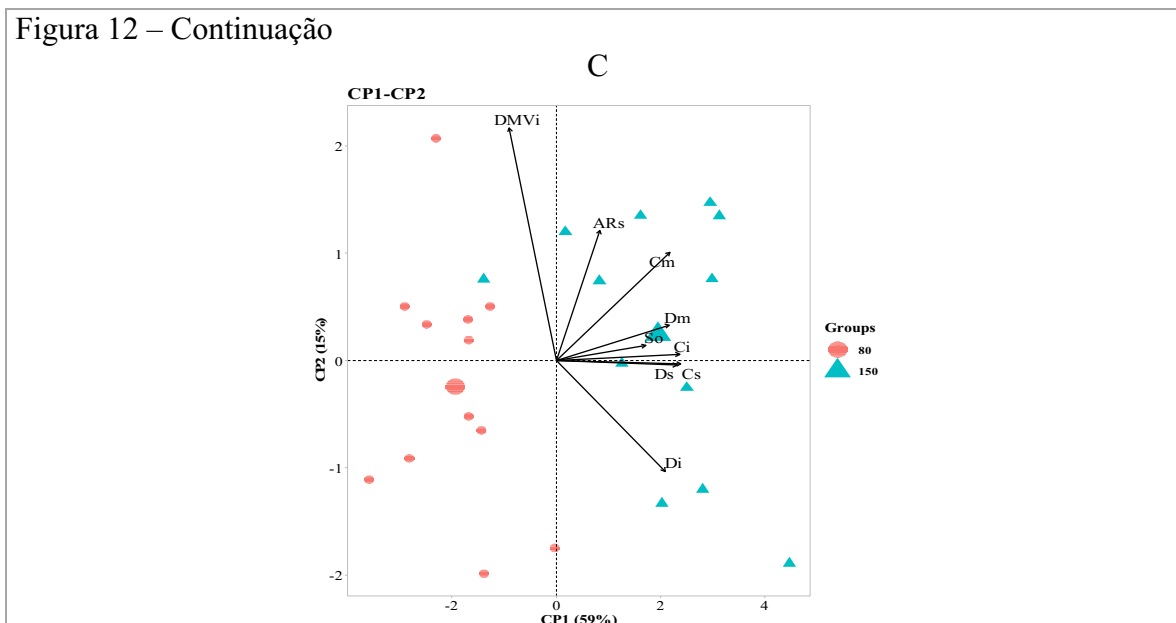 Figura 12 – Continuação
C
CP1-CP2
DMVi
2
ARs
Cm
1
Dm
So
Ci
Groups
80
150
0
Ds Cs
CP2 (15%)
Di
-1
-2
-2 0 2 4
CP1 (59%)